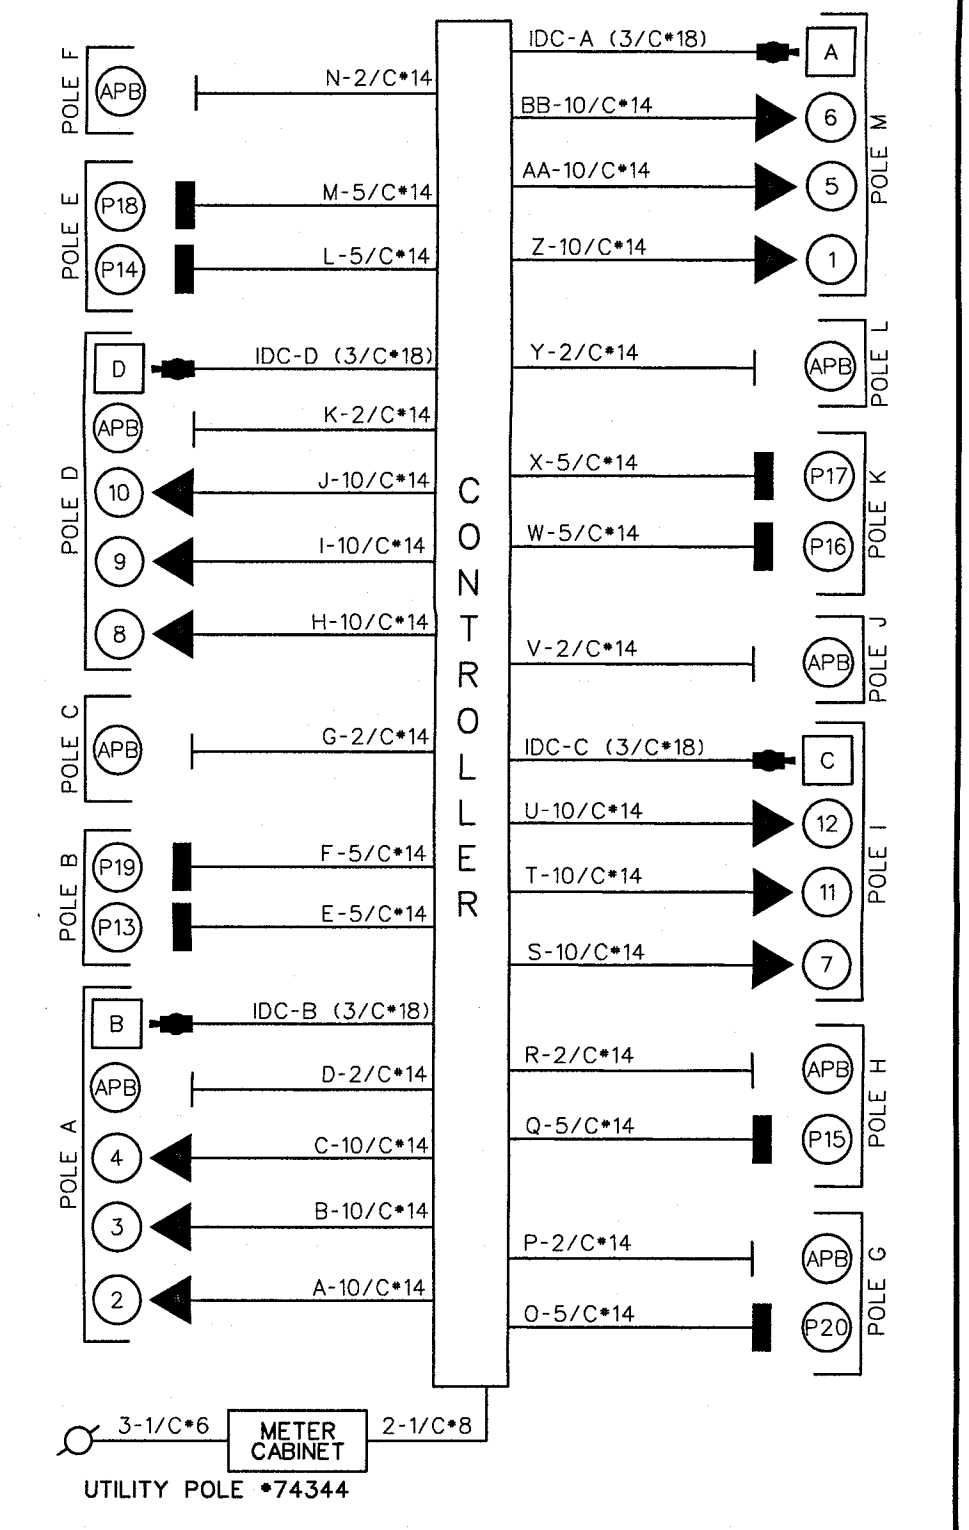 POLE F
APB
N-2/C#14
POLE E
P18
M-5/C#14
P14
L-5/C#14
POLE D
D
IDC-D (3/C#18)
APB
K-2/C#14
10
J-10/C#14
9
I-10/C#14
8
H-10/C#14
POLE C
APB
G-2/C#14
POLE B
P19
F-5/C#14
P13
E-5/C#14
POLE A
B
IDC-B (3/C#18)
APB
D-2/C#14
4
C-10/C#14
3
B-10/C#14
2
A-10/C#14
CONTROLLER
IDC-A (3/C#18)
A
BB-10/C#14
6
AA-10/C#14
5
Z-10/C#14
1
POLE M
Y-2/C#14
APB
POLE L
X-5/C#14
P17
W-5/C#14
P16
POLE K
V-2/C#14
APB
POLE J
IDC-C (3/C#18)
C
U-10/C#14
12
T-10/C#14
11
S-10/C#14
7
POLE I
R-2/C#14
APB
Q-5/C#14
P15
POLE H
P-2/C#14
APB
O-5/C#14
P20
POLE G
3-1/C#6
METER
CABINET
2-1/C#8
UTILITY POLE #74344